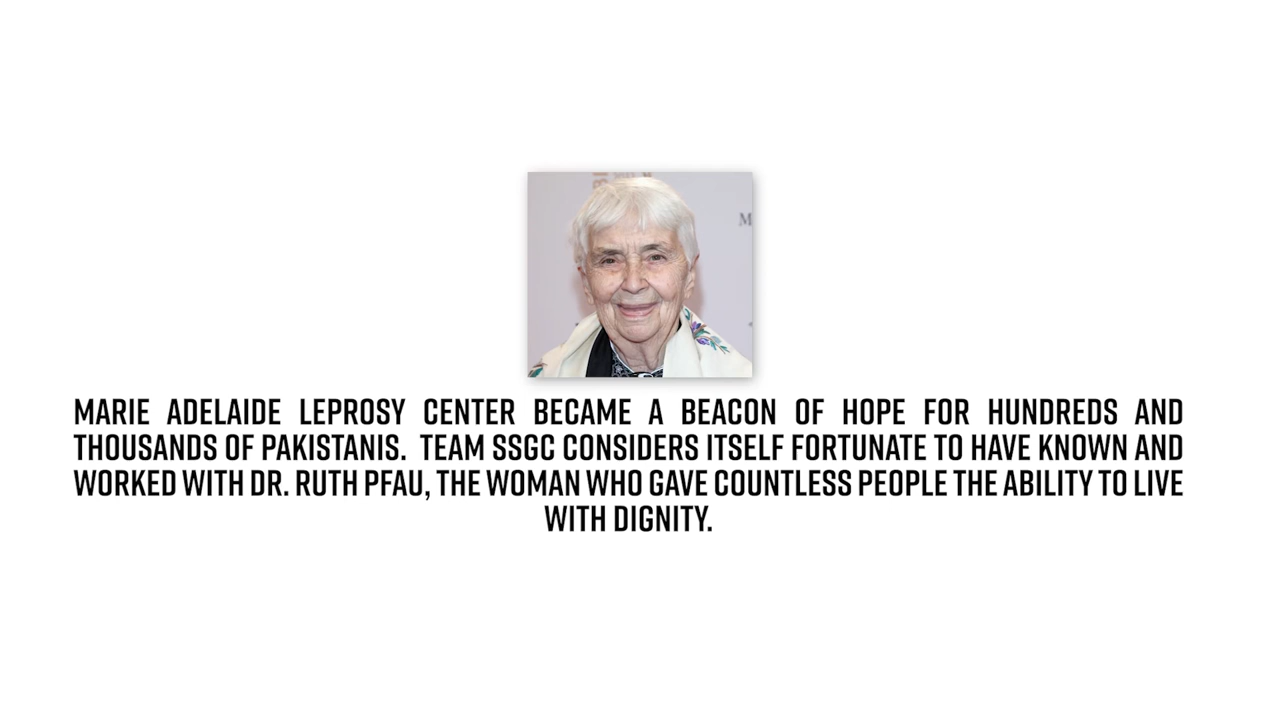 M
MARIE ADELAIDE LEPROSY CENTER BECAME A BEACON OF HOPE FOR HUNDREDS AND
THOUSANDS OF PAKISTANIS. TEAM SSGC CONSIDERS ITSELF FORTUNATE TO HAVE KNOWN AND
WORKED WITH DR. RUTH PFAU, THE WOMAN WHO GAVE COUNTLESS PEOPLE THE ABILITY TO LIVE
WITH DIGNITY.